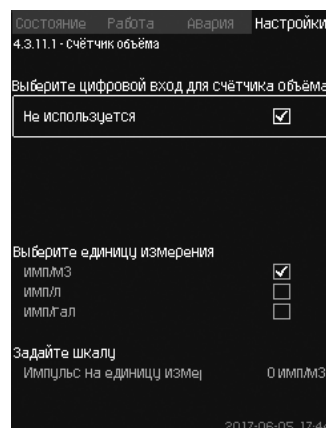 Состояние Работа Авария Настройки
4.3.11.1 - Счётчик объёма
Выберите цифровой вход для счётчика объёма
Не используется
Выберите единицу измерения
имп/м3
имп/л
имп/гал
Задайте шкалу
Импульс на единицу измер 0 имп/м3
2017-06-05 17:44